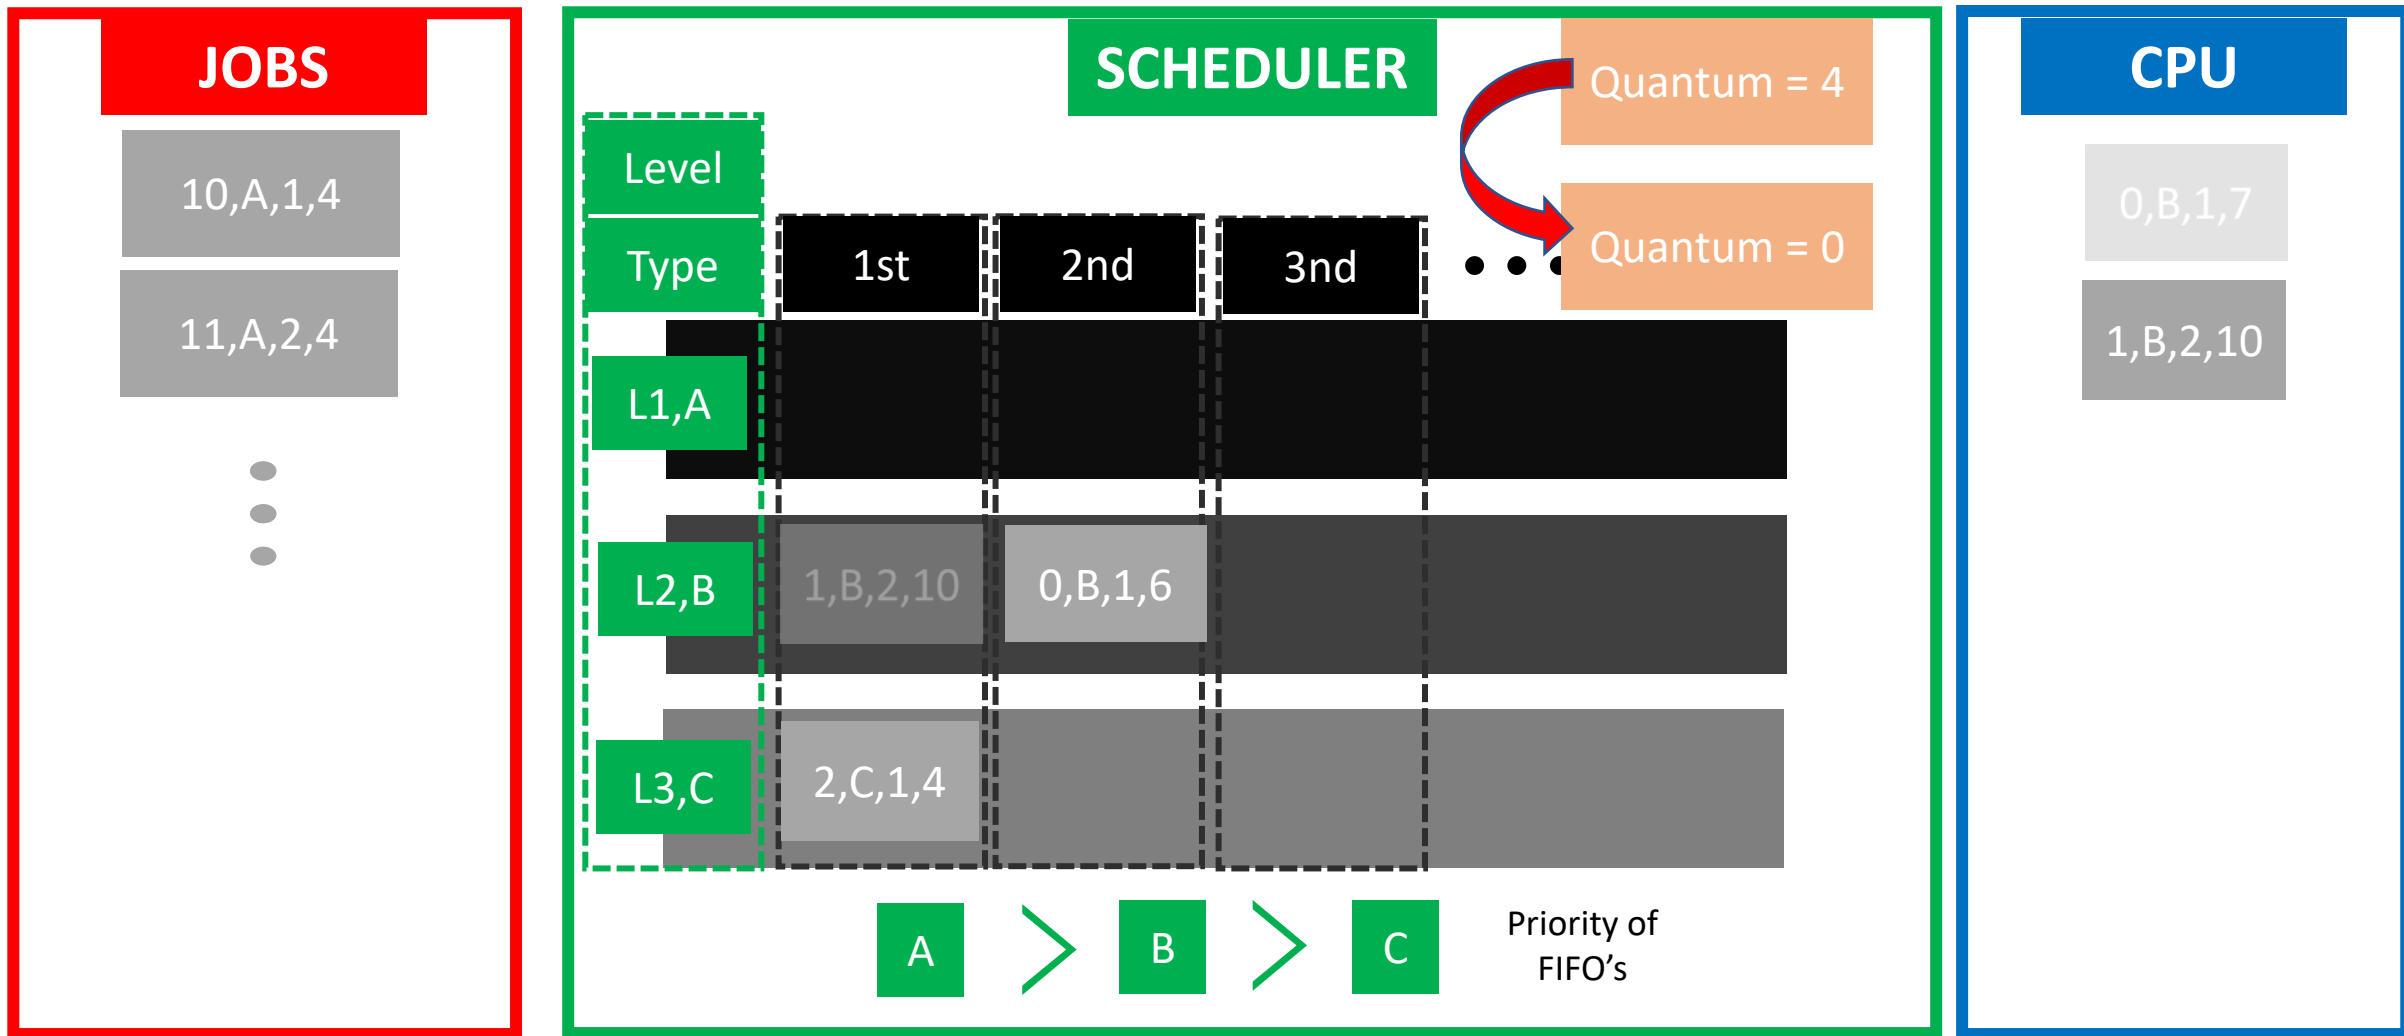 JOBS
10,A,1,4
11,A,2,4
SCHEDULER
Quantum = 4
Quantum = 0
Level
Type
1st
2nd
3nd
L1,A
L2,B
1,B,2,10
0,B,1,6
L3,C
2,C,1,4
A
B
C
Priority of
FIFO’s
CPU
0,B,1,7
1,B,2,10